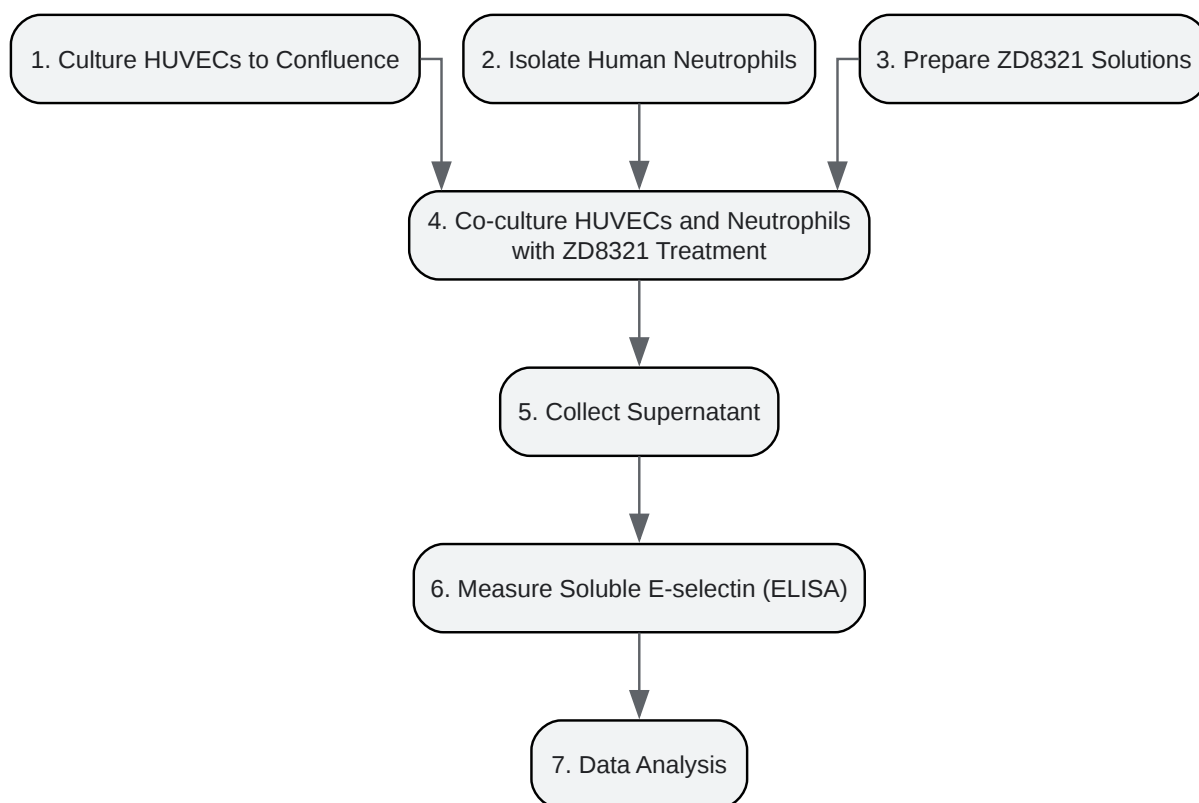 1. Culture HUVECs to Confluence
2. Isolate Human Neutrophils
3. Prepare ZD8321 Solutions
4. Co-culture HUVECs and Neutrophils
with ZD8321 Treatment
5. Collect Supernatant
6. Measure Soluble E-selectin (ELISA)
7. Data Analysis